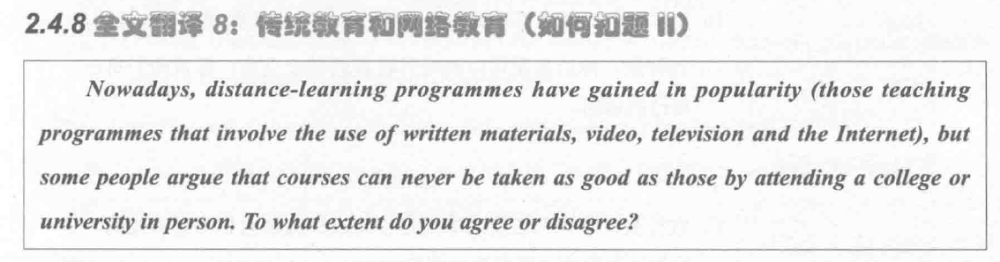 2.4.8 全文翻译 8：传统教育和网络教育（如何扣题 II）
Nowadays, distance-learning programmes have gained in popularity (those teaching
programmes that involve the use of written materials, video, television and the Internet), but
some people argue that courses can never be taken as good as those by attending a college or
university in person. To what extent do you agree or disagree?